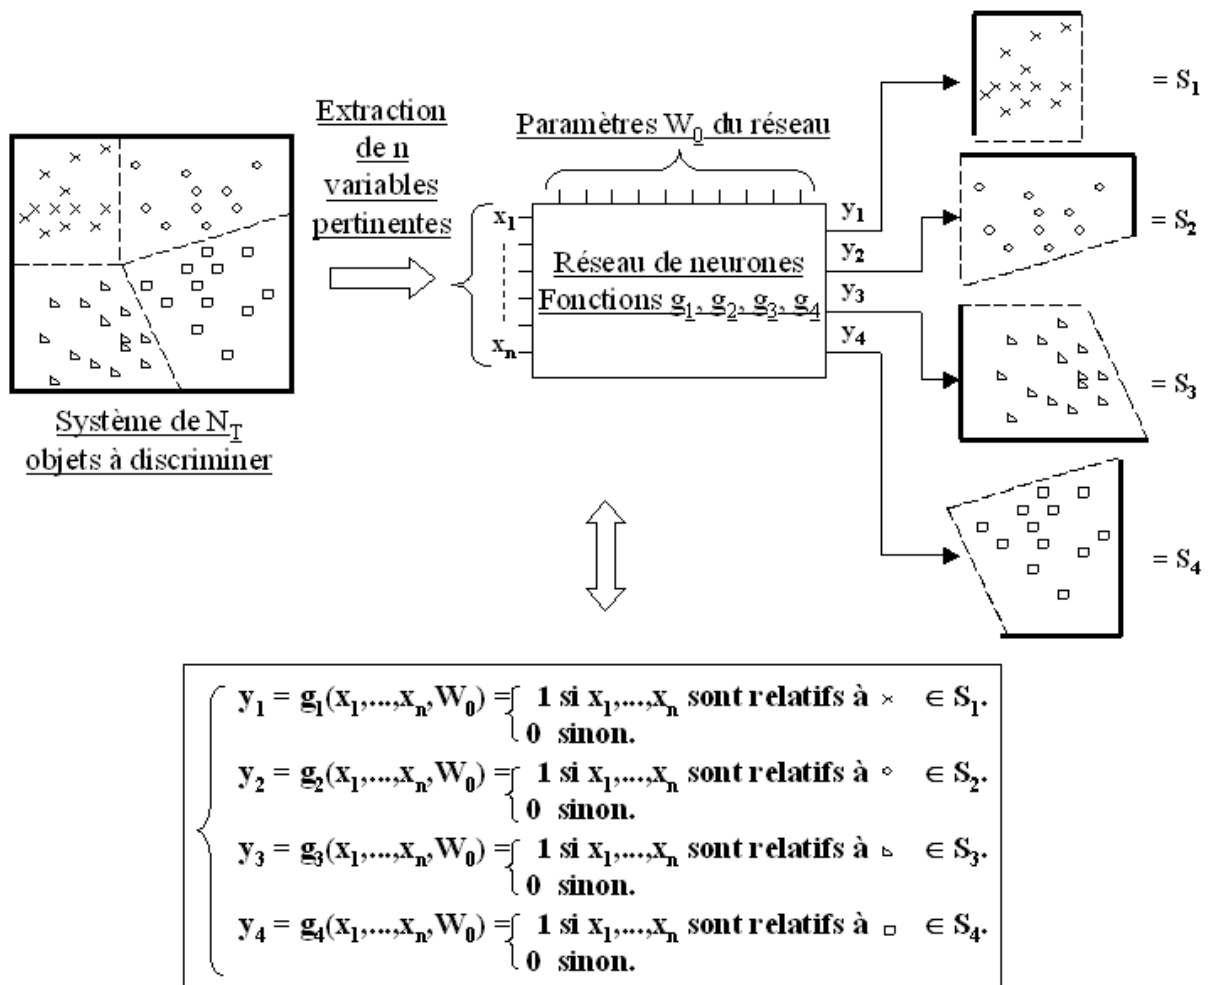 Extraction
de n
variables
pertinentes
Paramètres W₀ du réseau
x₁
xₙ
Réseau de neurones
Fonctions g₁, g₂, g₃, g₄
y₁
y₂
y₃
y₄
= S₁
= S₂
= S₃
= S₄
Système de N_T
objets à discriminer
y₁ = g₁(x₁,...,xₙ,W₀) = { 1 si x₁,...,xₙ sont relatifs à × ∈ S₁.
0 sinon.
y₂ = g₂(x₁,...,xₙ,W₀) = { 1 si x₁,...,xₙ sont relatifs à ∘ ∈ S₂.
0 sinon.
y₃ = g₃(x₁,...,xₙ,W₀) = { 1 si x₁,...,xₙ sont relatifs à ▹ ∈ S₃.
0 sinon.
y₄ = g₄(x₁,...,xₙ,W₀) = { 1 si x₁,...,xₙ sont relatifs à □ ∈ S₄.
0 sinon.